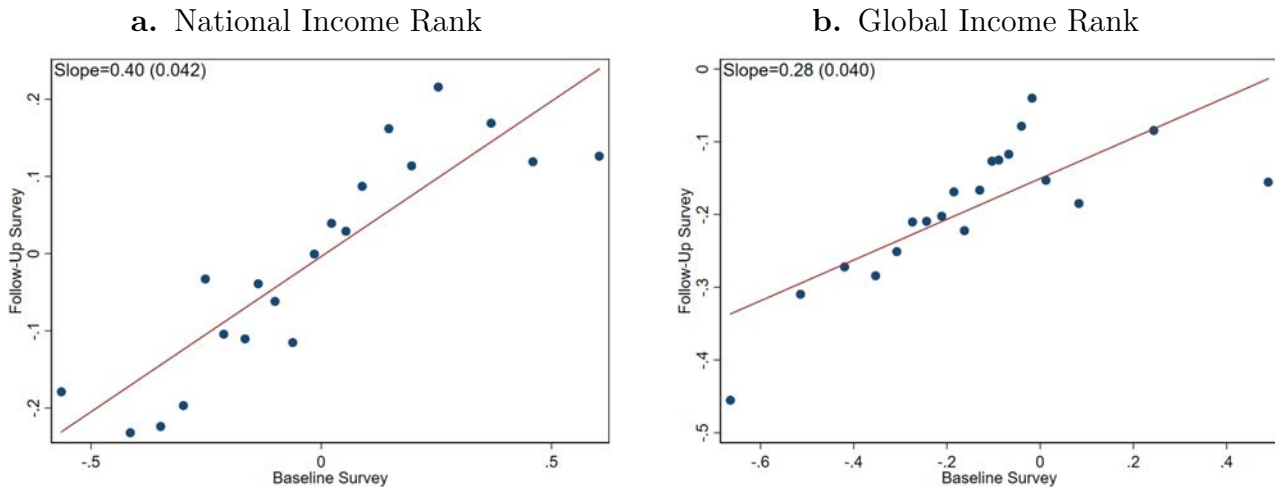 a. National Income Rank
Slope=0.40 (0.042)
Follow-Up Survey
.2
.1
0
-.1
-.2
-.5
0
.5
Baseline Survey
b. Global Income Rank
Slope=0.28 (0.040)
Follow-Up Survey
0
-.1
-.2
-.3
-.4
-.5
-.6
-.4
-.2
0
.2
.4
Baseline Survey